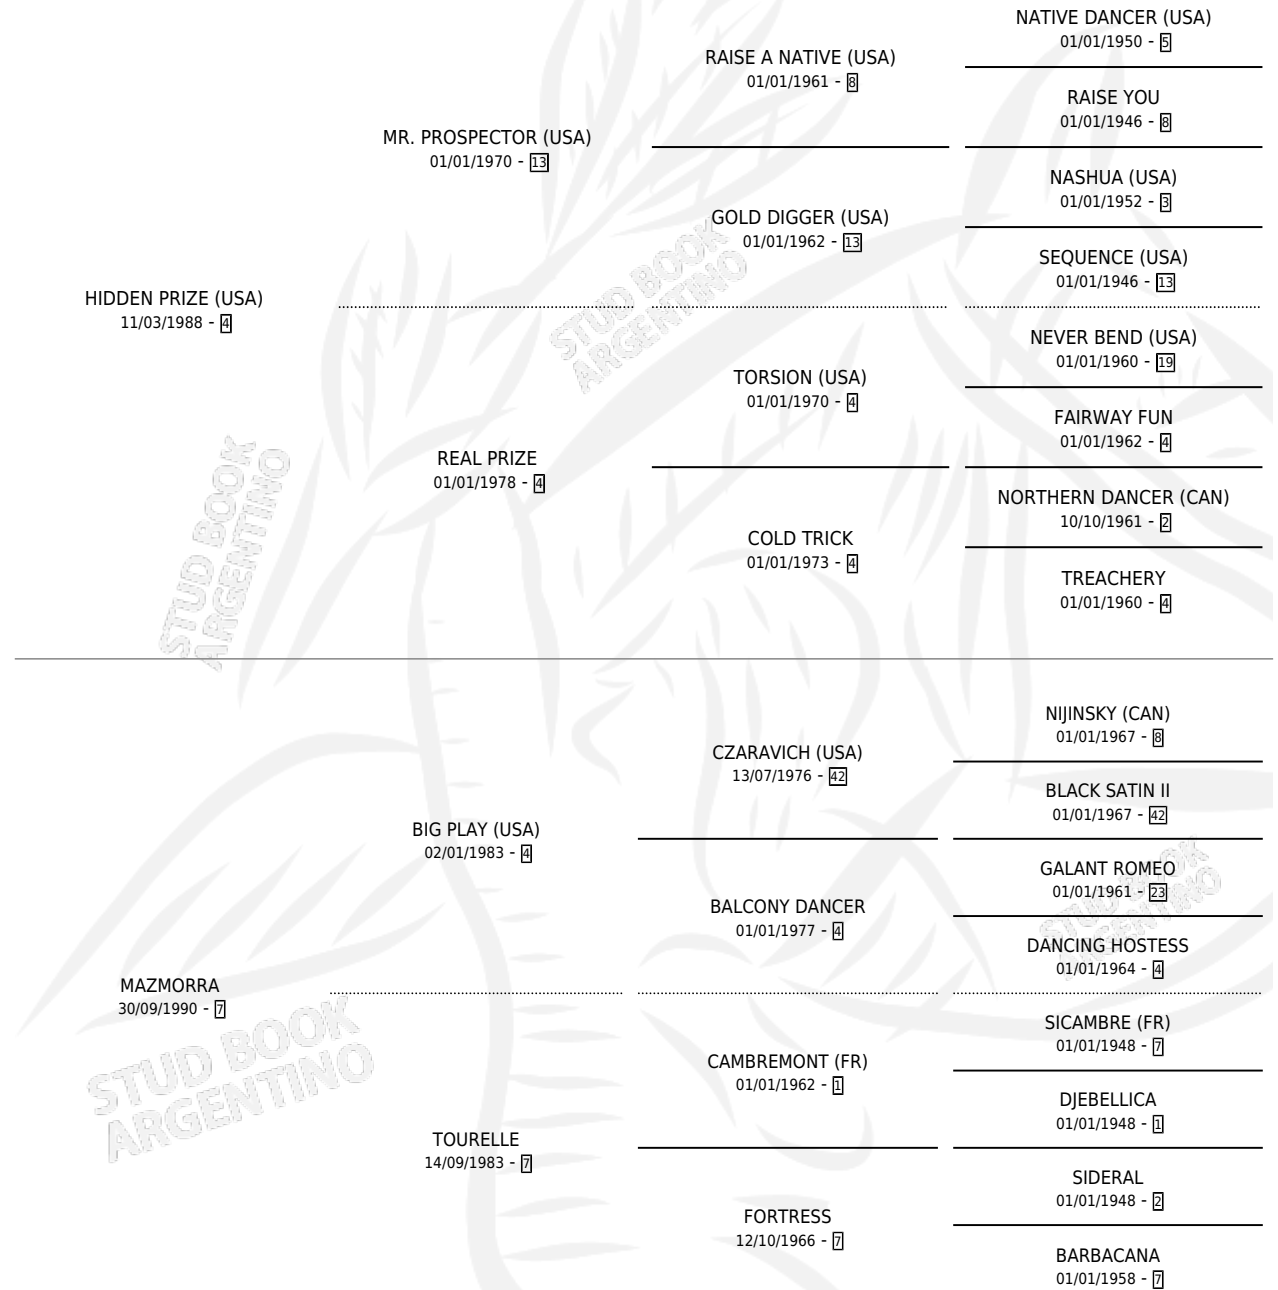 NATIVE DANCER (USA)
01/01/1950 - 5
RAISE A NATIVE (USA)
01/01/1961 - 8
RAISE YOU
01/01/1946 - 8
MR. PROSPECTOR (USA)
01/01/1970 - 13
NASHUA (USA)
01/01/1952 - 3
GOLD DIGGER (USA)
01/01/1962 - 13
SEQUENCE (USA)
01/01/1946 - 13
HIDDEN PRIZE (USA)
11/03/1988 - 4
STUD BOOK
ARGENTINO
NEVER BEND (USA)
01/01/1960 - 19
TORSION (USA)
01/01/1970 - 4
FAIRWAY FUN
01/01/1962 - 4
REAL PRIZE
01/01/1978 - 4
NORTHERN DANCER (CAN)
10/10/1961 - 2
COLD TRICK
01/01/1973 - 4
TREACHERY
01/01/1960 - 4
STUD BOOK
ARGENTINO
NIJINSKY (CAN)
01/01/1967 - 8
CZARAVICH (USA)
13/07/1976 - 42
BLACK SATIN II
01/01/1967 - 42
BIG PLAY (USA)
02/01/1983 - 4
GALANT ROMEO
01/01/1961 - 23
BALCONY DANCER
01/01/1977 - 4
STUD BOOK
ARGENTINO
DANCING HOSTESS
01/01/1964 - 4
MAZMORRA
30/09/1990 - 7
STUD BOOK
ARGENTINO
SICAMBRE (FR)
01/01/1948 - 7
CAMBREMONT (FR)
01/01/1962 - 1
DJEBELLICA
01/01/1948 - 1
TOURELLE
14/09/1983 - 7
SIDERAL
01/01/1948 - 2
FORTRESS
12/10/1966 - 7
BARBACANA
01/01/1958 - 7